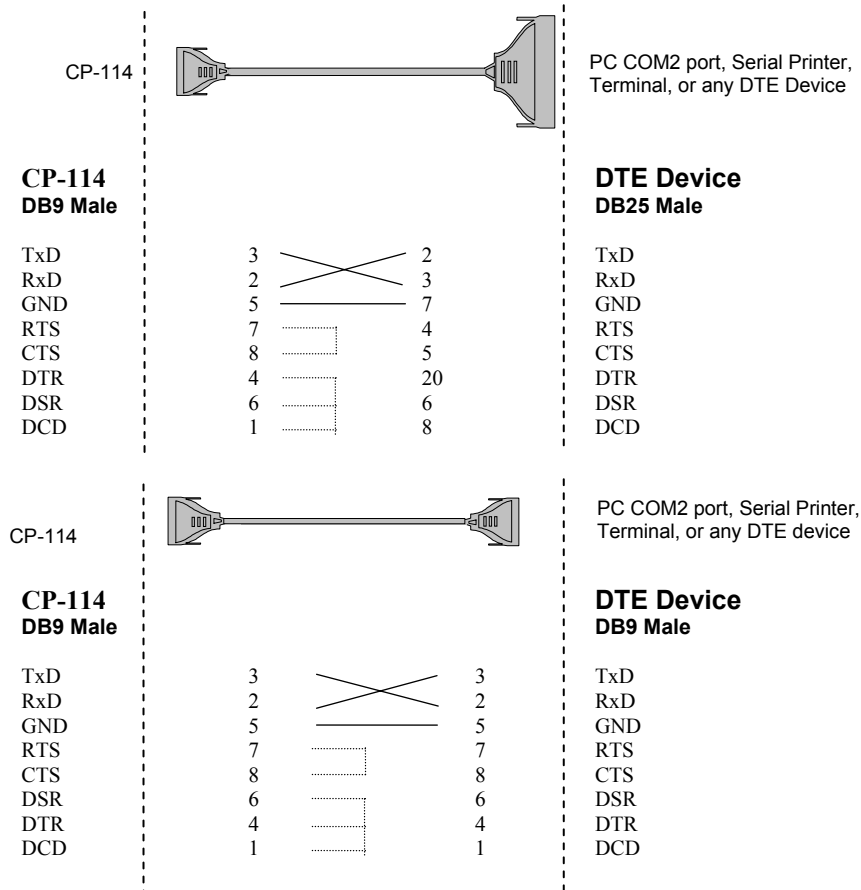 CP-114
PC COM2 port, Serial Printer,
Terminal, or any DTE Device
CP-114 DTE Device
DB9 Male DB25 Male
TxD 3 2 TxD
RxD 2 3 RxD
GND 5 7 GND
RTS 7 4 RTS
CTS 8 5 CTS
DTR 4 20 DTR
DSR 6 6 DSR
DCD 1 8 DCD
CP-114
PC COM2 port, Serial Printer,
Terminal, or any DTE device
CP-114 DTE Device
DB9 Male DB9 Male
TxD 3 3 TxD
RxD 2 2 RxD
GND 5 5 GND
RTS 7 7 RTS
CTS 8 8 CTS
DSR 6 6 DSR
DTR 4 4 DTR
DCD 1 1 DCD